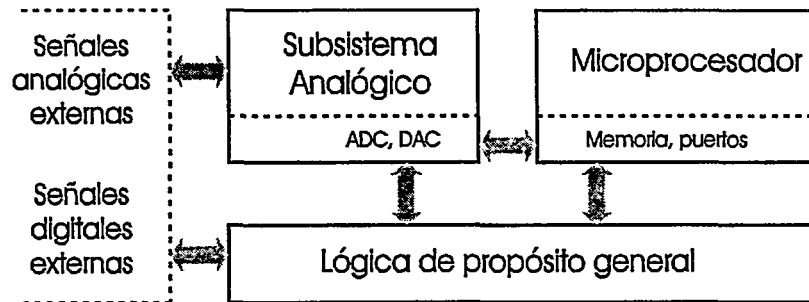 Señales
analógicas
externas
Señales
digitales
externas
Subsistema
Analógico
ADC, DAC
Microprocesador
Memoria, puertos
Lógica de propósito general